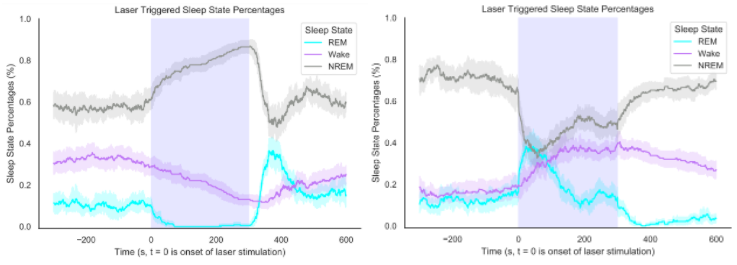 Laser Triggered Sleep State Percentages
Sleep State Percentages (%)
1.0
0.8
0.6
0.4
0.2
0.0
Sleep State
REM
Wake
NREM
−200
0
200
400
600
Time (s, t = 0 is onset of laser stimulation)
Laser Triggered Sleep State Percentages
Sleep State Percentages (%)
1.0
0.8
0.6
0.4
0.2
0.0
Sleep State
REM
Wake
NREM
−200
0
200
400
600
Time (s, t = 0 is onset of laser stimulation)